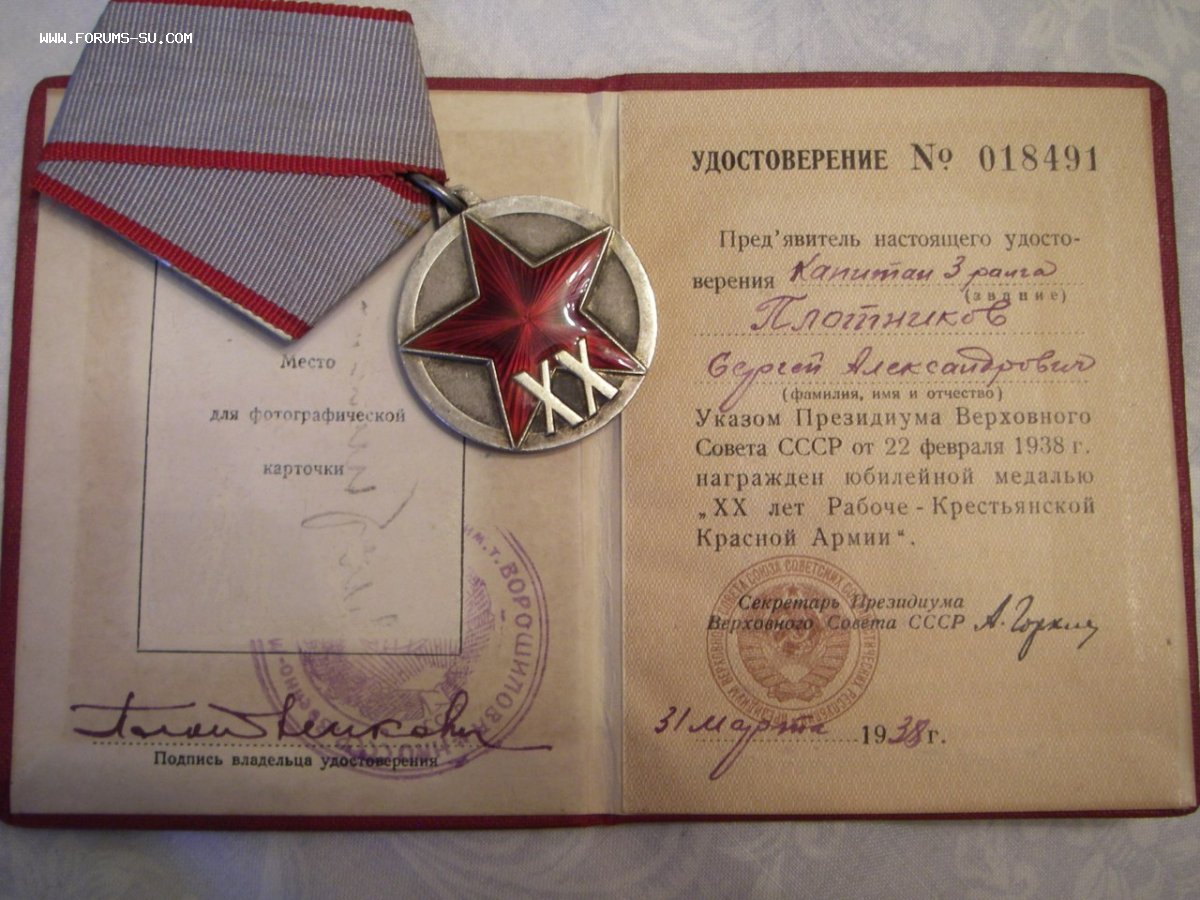 WWW.FORUMS-SU.COM
XX
Место
для фотографической
карточки
им. т. ВОРОШИЛОВА
Плотников
Подпись владельца удостоверения
УДОСТОВЕРЕНИЕ № 018491
Пред'явитель настоящего удосто-
верения Капитан 3 ранга
(звание)
Плотников
Сергей Александрович
(фамилия, имя и отчество)
Указом Президиума Верховного
Совета СССР от 22 февраля 1938 г.
награжден юбилейной медалью
„XX лет Рабоче-Крестьянской
Красной Армии“.
Секретарь Президиума
Верховного Совета СССР А. Горкин
31 марта 1938 г.